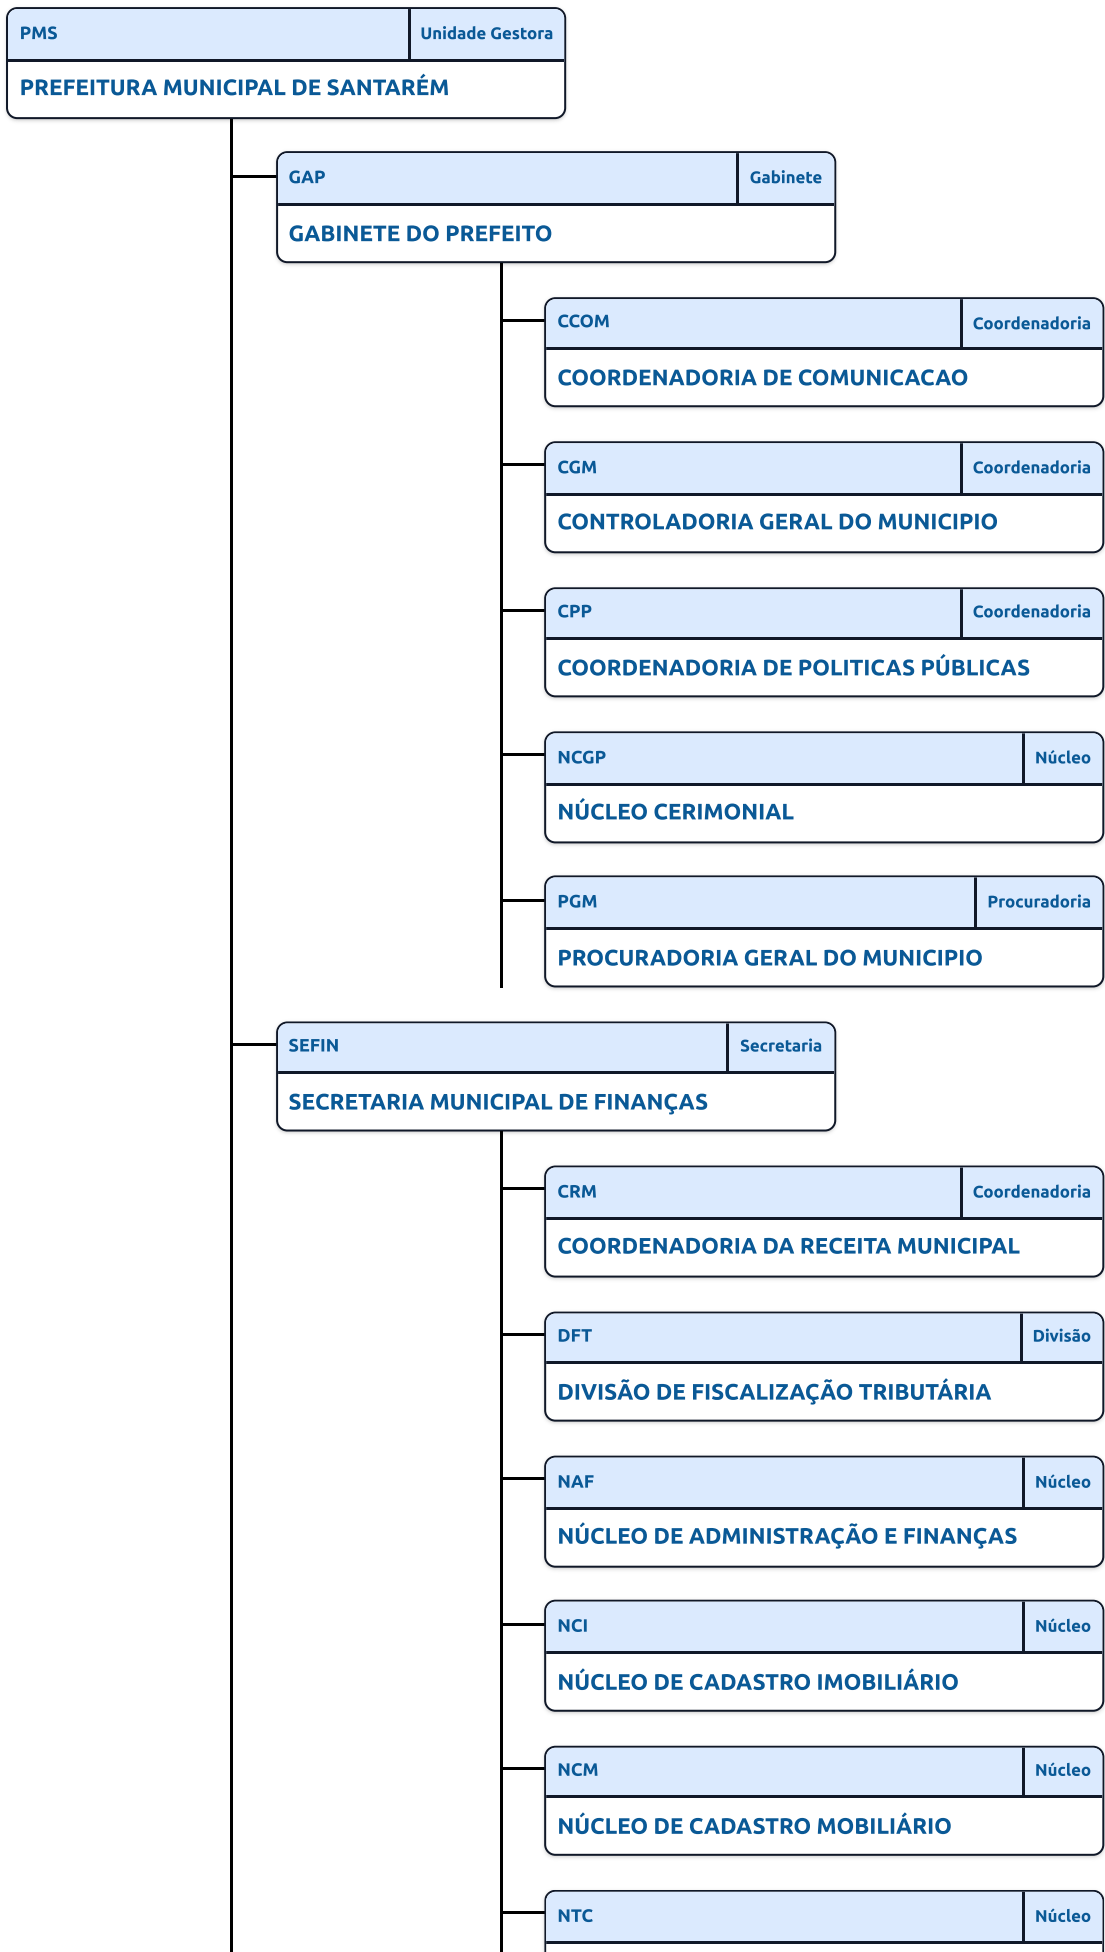 PMS Unidade Gestora
PREFEITURA MUNICIPAL DE SANTARÉM
GAP Gabinete
GABINETE DO PREFEITO
CCOM Coordenadoria
COORDENADORIA DE COMUNICACAO
CGM Coordenadoria
CONTROLADORIA GERAL DO MUNICIPIO
CPP Coordenadoria
COORDENADORIA DE POLITICAS PÚBLICAS
NCGP Núcleo
NÚCLEO CERIMONIAL
PGM Procuradoria
PROCURADORIA GERAL DO MUNICIPIO
SEFIN Secretaria
SECRETARIA MUNICIPAL DE FINANÇAS
CRM Coordenadoria
COORDENADORIA DA RECEITA MUNICIPAL
DFT Divisão
DIVISÃO DE FISCALIZAÇÃO TRIBUTÁRIA
NAF Núcleo
NÚCLEO DE ADMINISTRAÇÃO E FINANÇAS
NCI Núcleo
NÚCLEO DE CADASTRO IMOBILIÁRIO
NCM Núcleo
NÚCLEO DE CADASTRO MOBILIÁRIO
NTC Núcleo